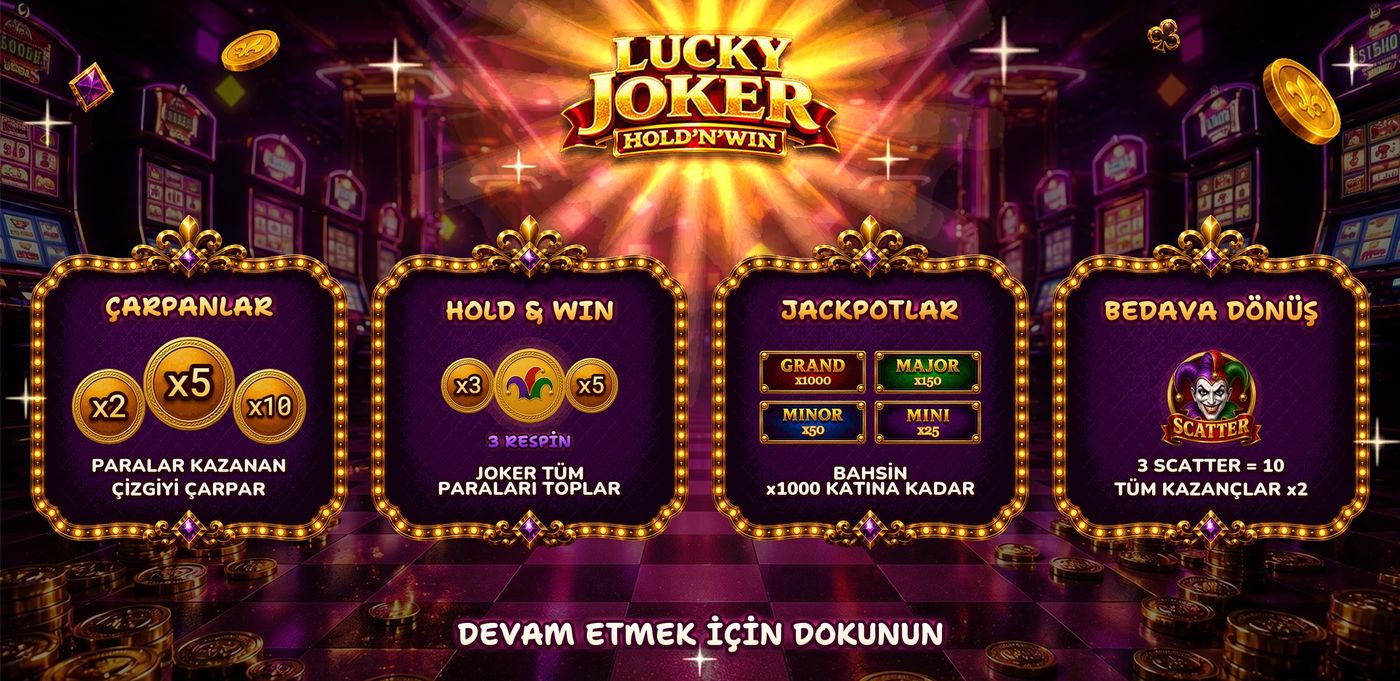 LUCKY
JOKER
HOLD'N'WIN
ÇARPANLAR
x2
x5
x10
PARALAR KAZANAN
ÇİZGİYİ ÇARPAR
HOLD & WIN
x3
x5
3 RESPİN
JOKER TÜM
PARALARI TOPLAR
JACKPOTLAR
GRAND
x1000
MAJOR
x150
MINOR
x50
MINI
x25
BAHSİN
x1000 KATINA KADAR
BEDAVA DÖNÜŞ
SCATTER
3 SCATTER = 10
TÜM KAZANÇLAR x2
DEVAM ETMEK İÇİN DOKUNUN